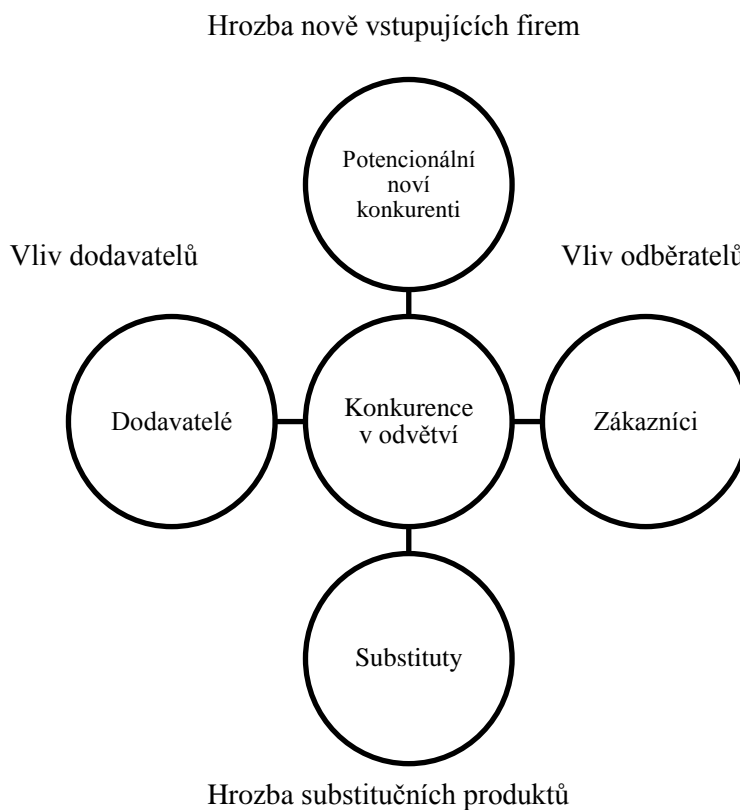 Hrozba nově vstupujících firem
Potencionální
noví
konkurenti
Vliv dodavatelů
Vliv odběratelů
Dodavatelé
Konkurence
v odvětví
Zákazníci
Substituty
Hrozba substitučních produktů